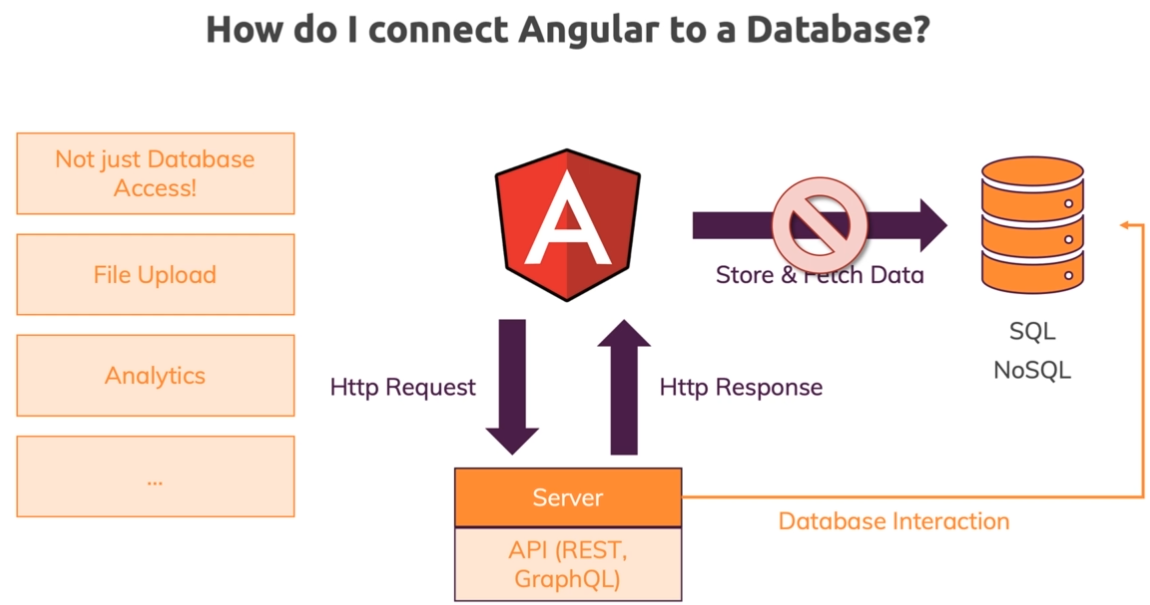 How do I connect Angular to a Database?
Not just Database
Access!
File Upload
Analytics
...
A
Store & Fetch Data
SQL
NoSQL
Http Request
Http Response
Server
API (REST,
GraphQL)
Database Interaction